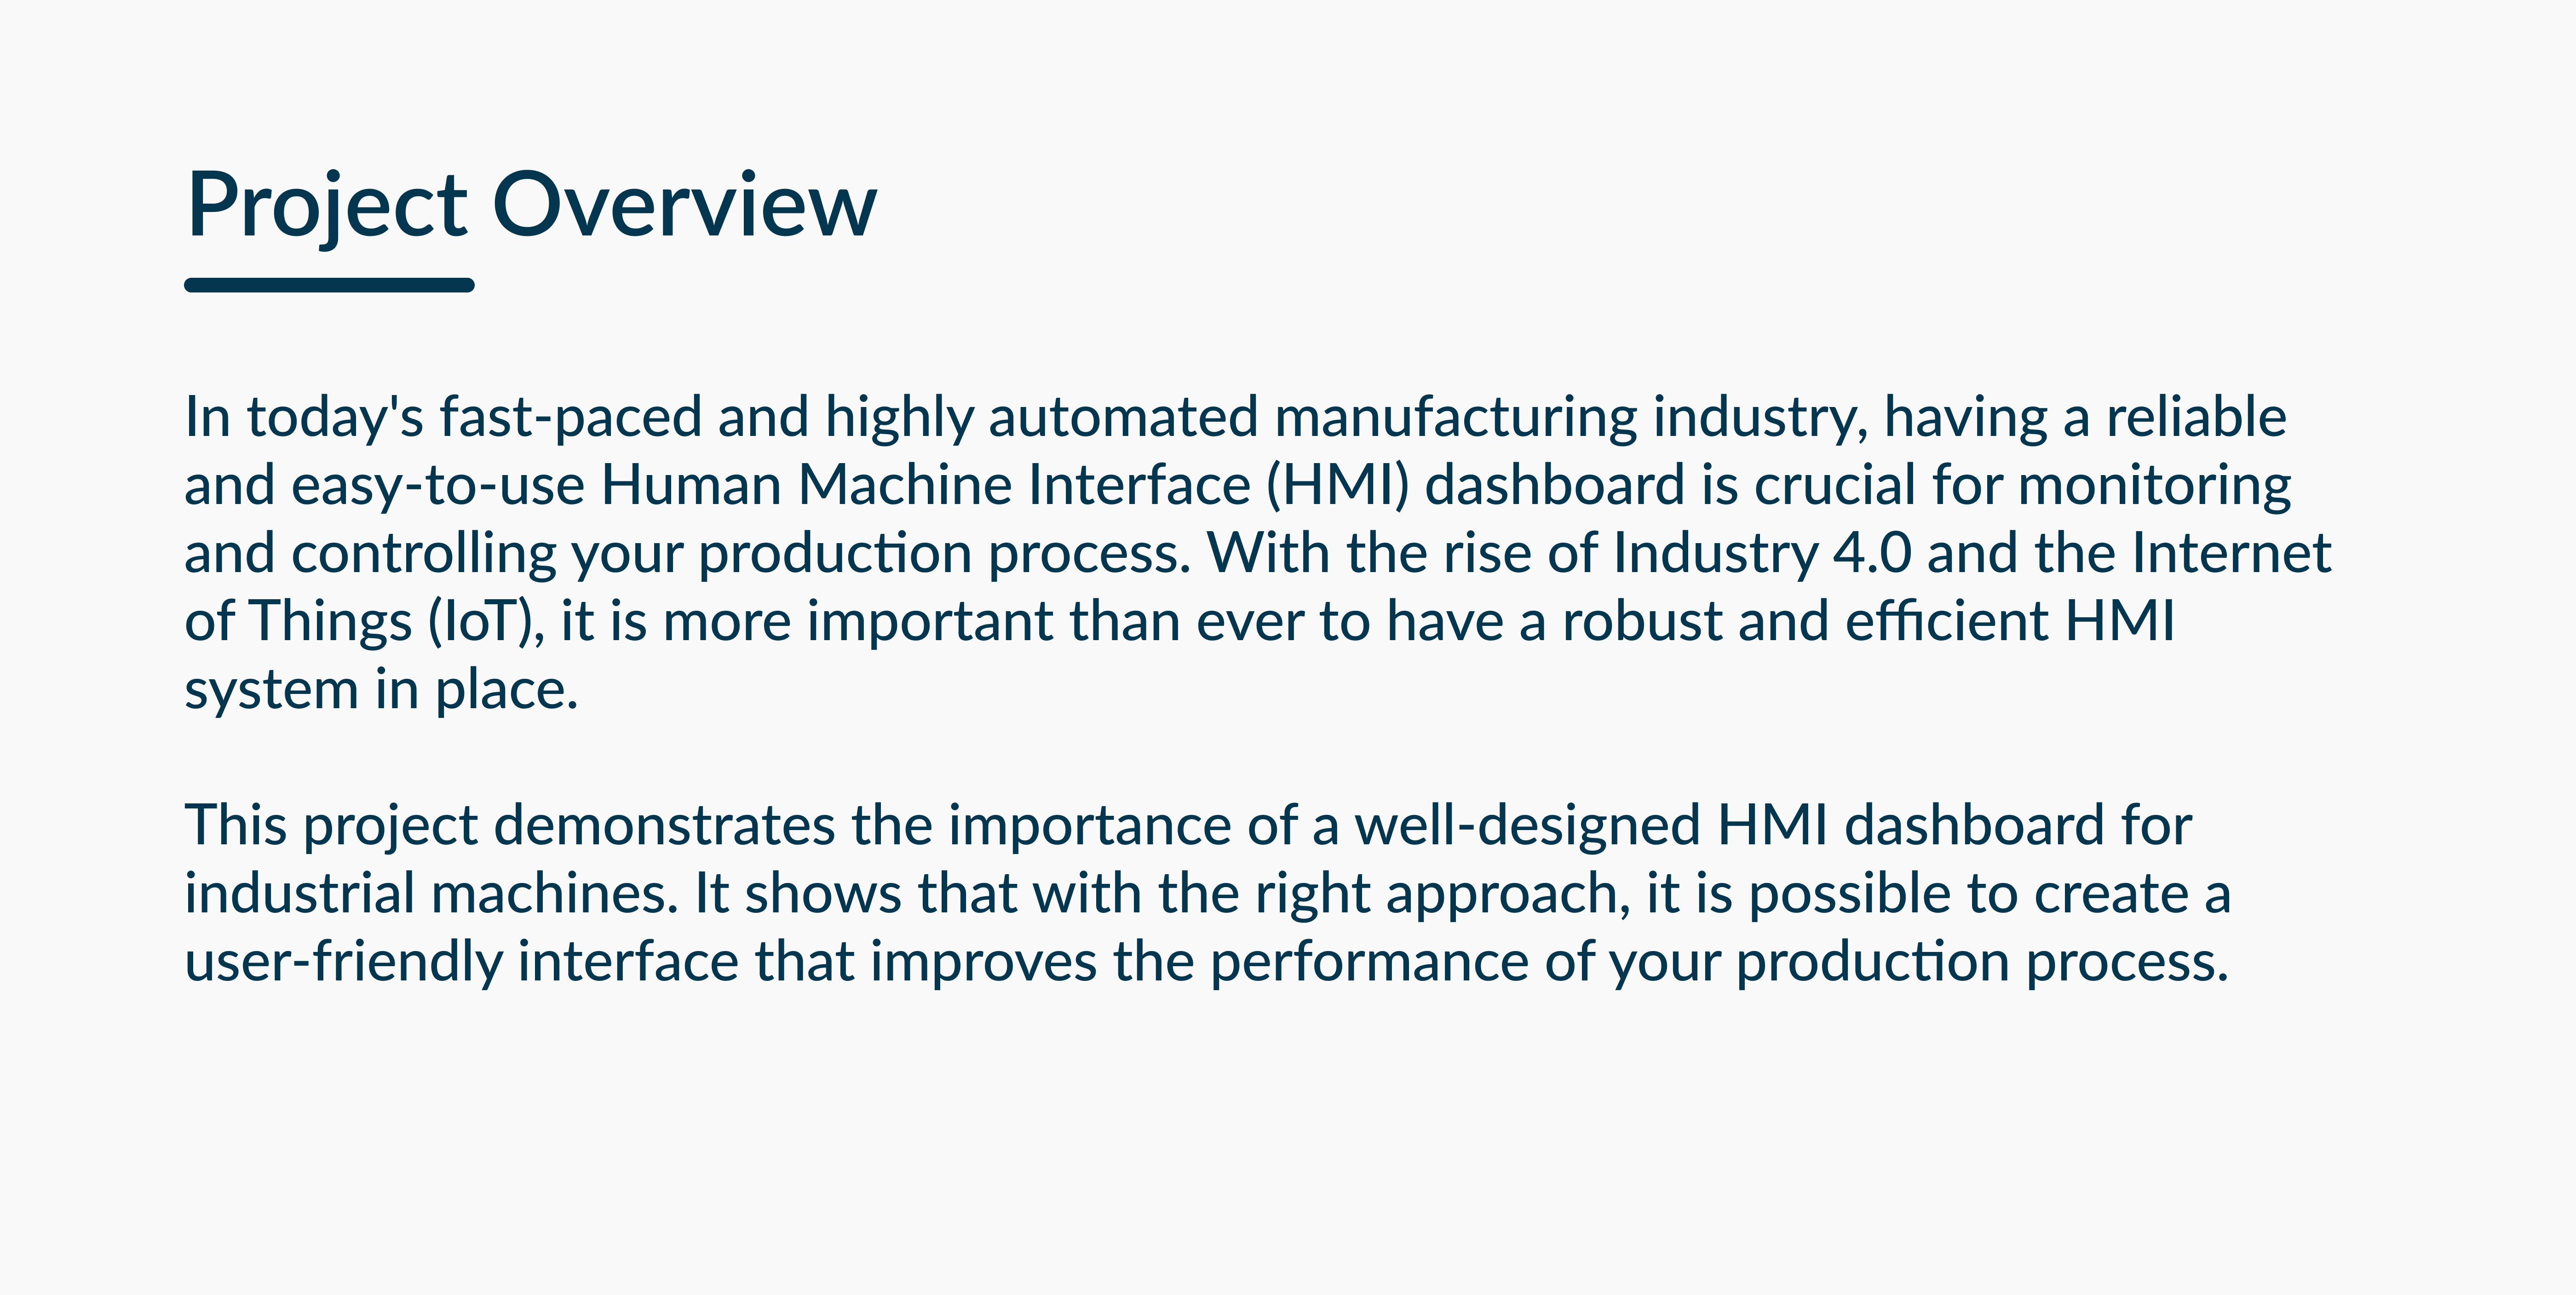 Project Overview
In today's fast-paced and highly automated manufacturing industry, having a reliable
and easy-to-use Human Machine Interface (HMI) dashboard is crucial for monitoring
and controlling your production process. With the rise of Industry 4.0 and the Internet
of Things (IoT), it is more important than ever to have a robust and efficient HMI
system in place.
This project demonstrates the importance of a well-designed HMI dashboard for
industrial machines. It shows that with the right approach, it is possible to create a
user-friendly interface that improves the performance of your production process.